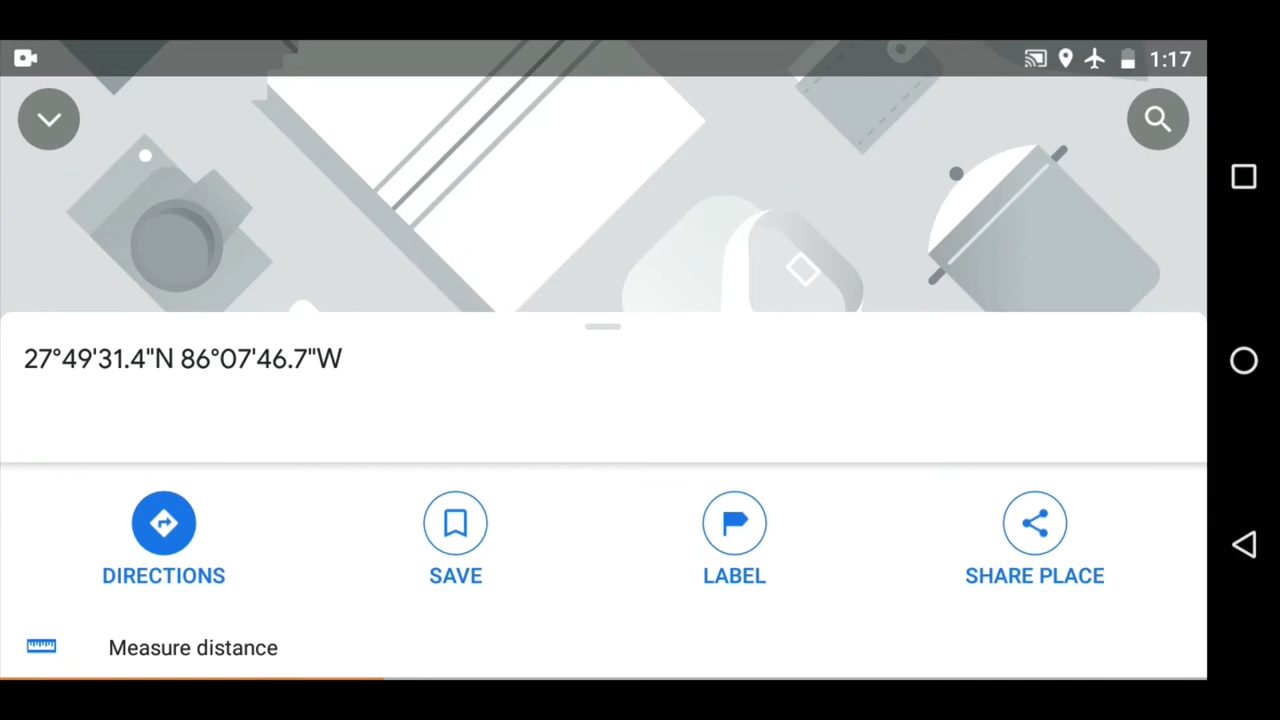 1:17
27°49'31.4"N 86°07'46.7"W
DIRECTIONS
SAVE
LABEL
SHARE PLACE
Measure distance